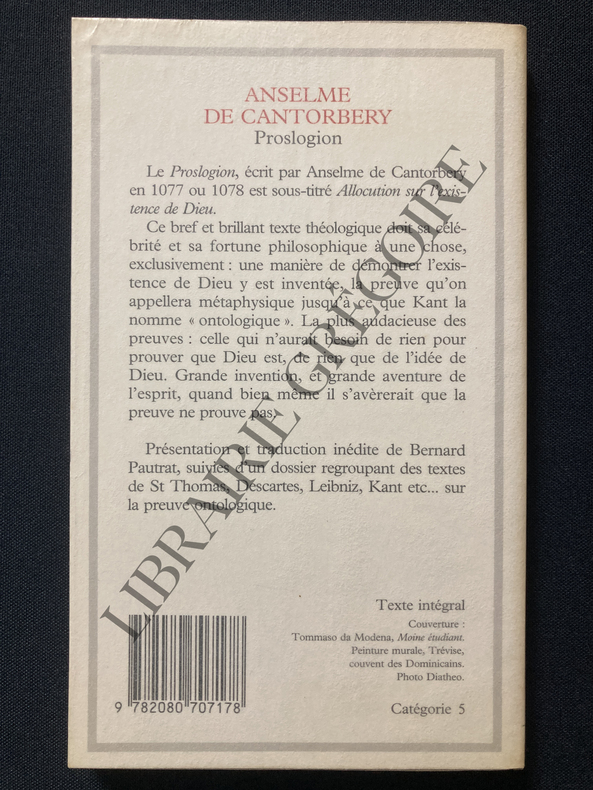 ANSELME
DE CANTORBERY
Proslogion
Le Proslogion, écrit par Anselme de Cantorbery
en 1077 ou 1078 est sous-titré Allocution sur l'exis-
tence de Dieu.
Ce bref et brillant texte théologique doit sa célé-
brité et sa fortune philosophique à une chose,
exclusivement : une manière de démontrer l'exis-
tence de Dieu y est inventée, la preuve qu'on
appellera métaphysique jusqu'à ce que Kant la
nomme « ontologique ». La plus audacieuse des
preuves : celle qui n'aurait besoin de rien pour
prouver que Dieu est, de rien que de l'idée de
Dieu. Grande invention, et grande aventure de
l'esprit, quand bien même il s'avèrerait que la
preuve ne prouve pas.
Présentation et traduction inédite de Bernard
Pautrat, suivies d'un dossier regroupant des textes
de St Thomas, Descartes, Leibniz, Kant etc... sur
la preuve ontologique.
LIBRAIRIE GREGOIRE
Texte intégral
Couverture :
Tommaso da Modena, Moine étudiant.
Peinture murale, Trévise,
couvent des Dominicains.
Photo Diatheo.
9 782080 707178
Catégorie 5